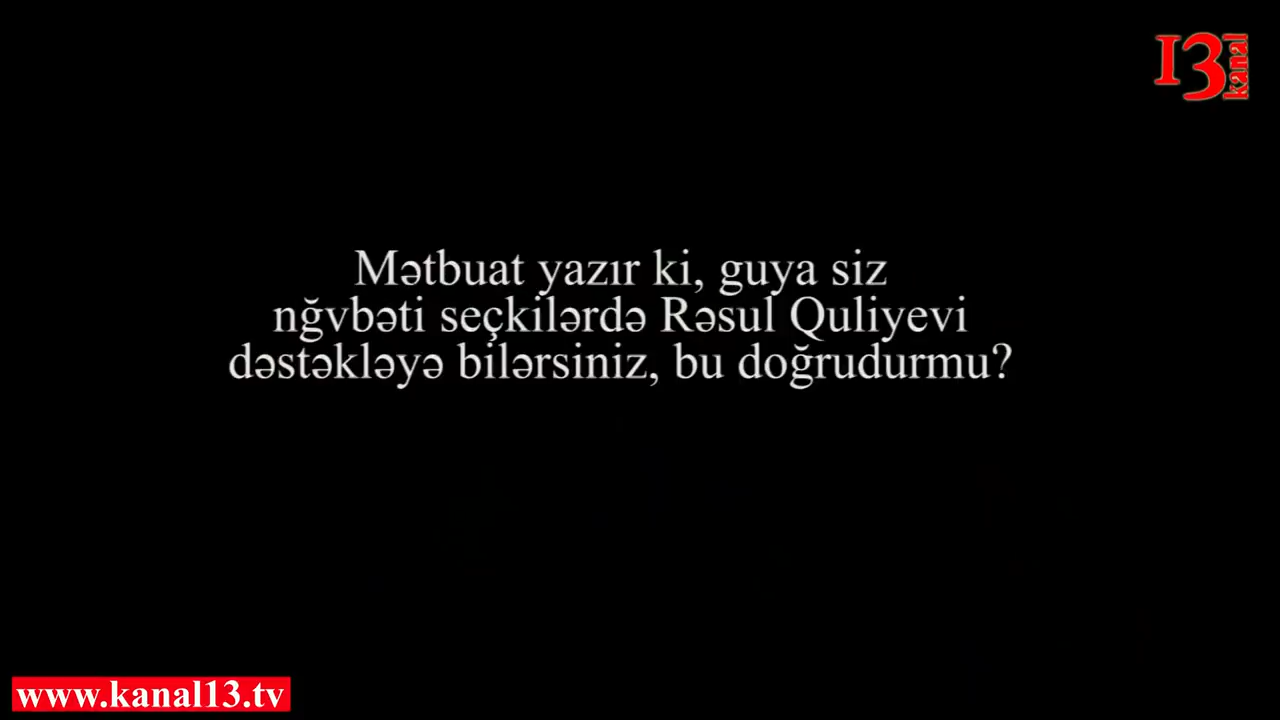 13 kanal
Mətbuat yazır ki, guya siz
nğvbəti seçkilərdə Rəsul Quliyevi
dəstəkləyə bilərsiniz, bu doğrudurmu?
www.kanal13.tv